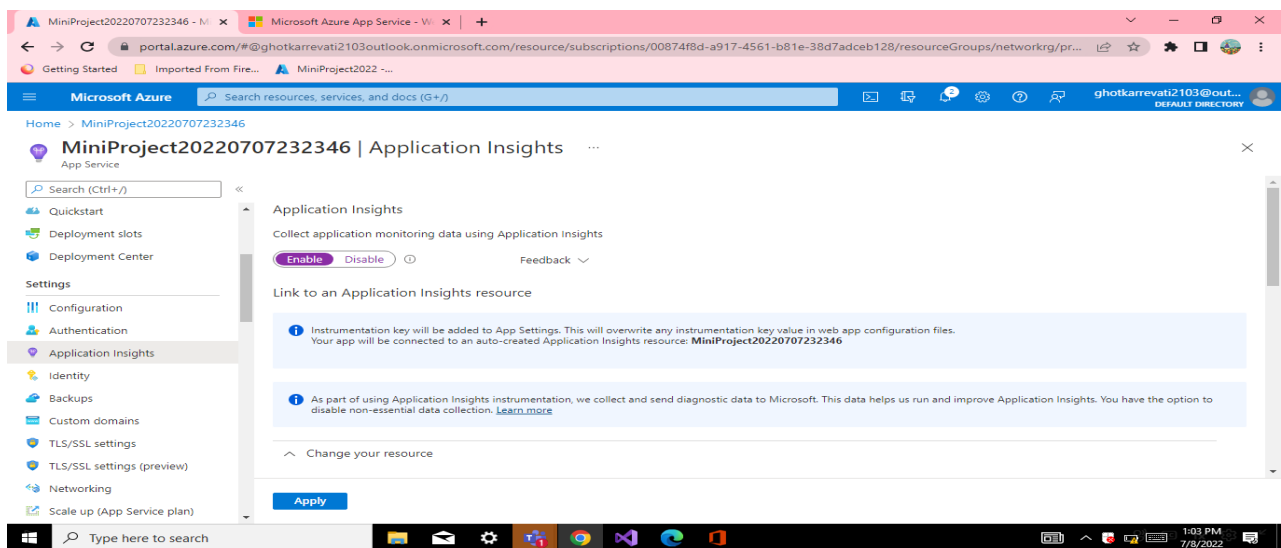 MiniProject20220707232346 - M
Microsoft Azure App Service - W
portal.azure.com/#@ghotkarrevati2103outlook.onmicrosoft.com/resource/subscriptions/00874f8d-a917-4561-b81e-38d7adceb128/resourceGroups/networkrg/pr...
Getting Started Imported From Fire... MiniProject2022 -...
Microsoft Azure Search resources, services, and docs (G+/) 2 ghotkarrevati2103@out...
DEFAULT DIRECTORY
Home > MiniProject20220707232346
MiniProject20220707232346 | Application Insights ...
App Service
Search (Ctrl+/) «
Quickstart
Deployment slots
Deployment Center
Settings
Configuration
Authentication
Application Insights
Identity
Backups
Custom domains
TLS/SSL settings
TLS/SSL settings (preview)
Networking
Scale up (App Service plan)
Application Insights
Collect application monitoring data using Application Insights
Enable Disable Feedback
Link to an Application Insights resource
Instrumentation key will be added to App Settings. This will overwrite any instrumentation key value in web app configuration files.
Your app will be connected to an auto-created Application Insights resource: MiniProject20220707232346
As part of using Application Insights instrumentation, we collect and send diagnostic data to Microsoft. This data helps us run and improve Application Insights. You have the option to
disable non-essential data collection. Learn more
Change your resource
Apply
Type here to search
1
1:03 PM
7/8/2022